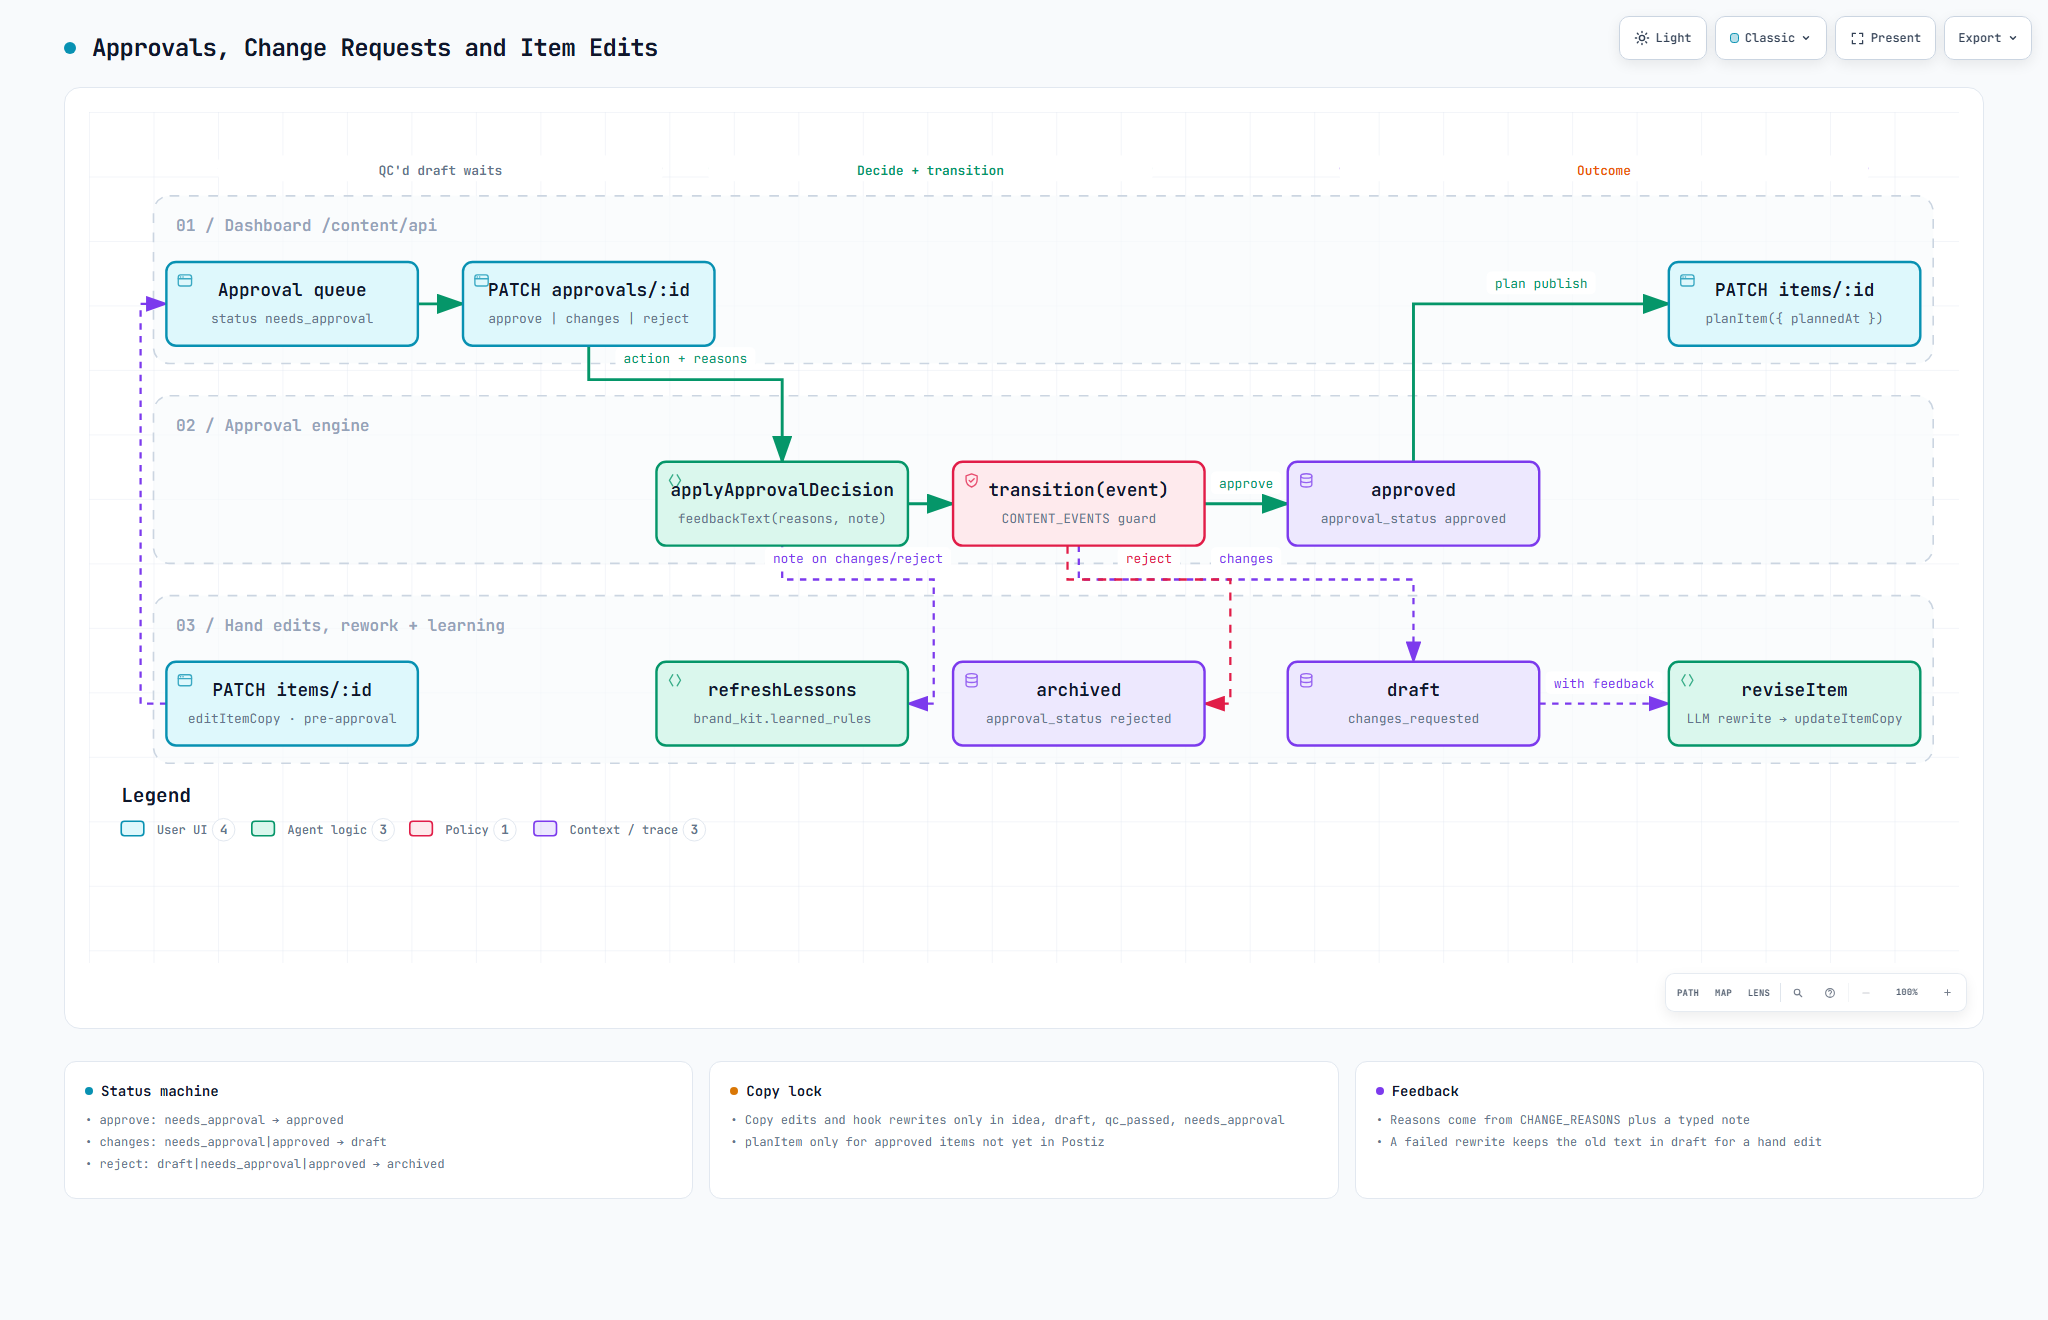 Approvals, Change Requests and Item Edits
Light
Classic
Present
Export
QC'd draft waits
Decide + transition
Outcome
01 / Dashboard /content/api
Approval queue
status needs_approval
PATCH approvals/:id
approve | changes | reject
plan publish
PATCH items/:id
planItem({ plannedAt })
action + reasons
02 / Approval engine
applyApprovalDecision
feedbackText(reasons, note)
transition(event)
CONTENT_EVENTS guard
approve
approved
approval_status approved
note on changes/reject
reject
changes
03 / Hand edits, rework + learning
PATCH items/:id
editItemCopy · pre-approval
refreshLessons
brand_kit.learned_rules
archived
approval_status rejected
draft
changes_requested
with feedback
reviseItem
LLM rewrite → updateItemCopy
Legend
User UI 4
Agent logic 3
Policy 1
Context / trace 3
PATH
MAP
LENS
100%
Status machine
• approve: needs_approval → approved
• changes: needs_approval|approved → draft
• reject: draft|needs_approval|approved → archived
Copy lock
• Copy edits and hook rewrites only in idea, draft, qc_passed, needs_approval
• planItem only for approved items not yet in Postiz
Feedback
• Reasons come from CHANGE_REASONS plus a typed note
• A failed rewrite keeps the old text in draft for a hand edit